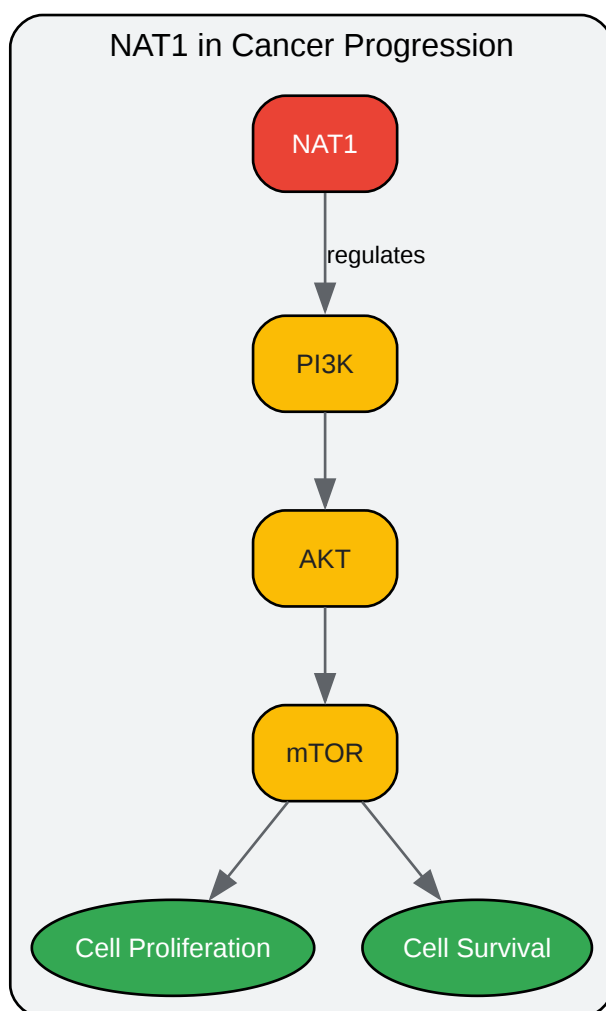 NAT1 in Cancer Progression
NAT1
regulates
PI3K
AKT
mTOR
Cell Proliferation
Cell Survival